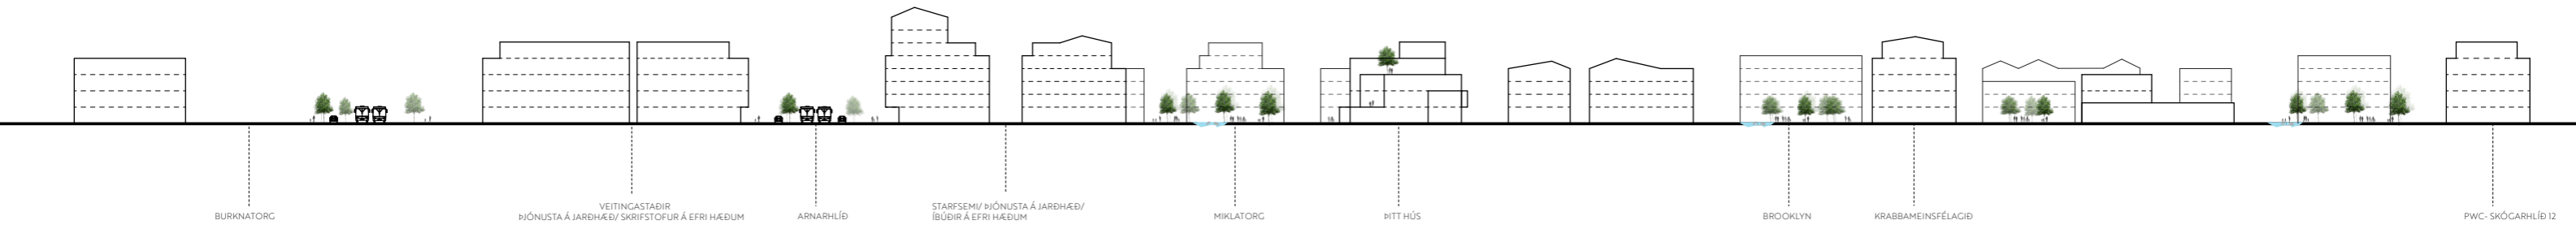 BURKNATORG
VEITINGASTAÐIR
ÞJÓNUSTA Á JARÐHÆÐ/ SKRIFSTOFUR Á EFRI HÆÐUM
ARNARHLÍÐ
STARFSEMI/ ÞJÓNUSTA Á JARÐHÆÐ/
ÍBÚÐIR Á EFRI HÆÐUM
MIKLATORG
ÞITT HÚS
BROOKLYN
KRABBAMEINSFÉLAGIÐ
PWC- SKÓGARHLÍÐ 12